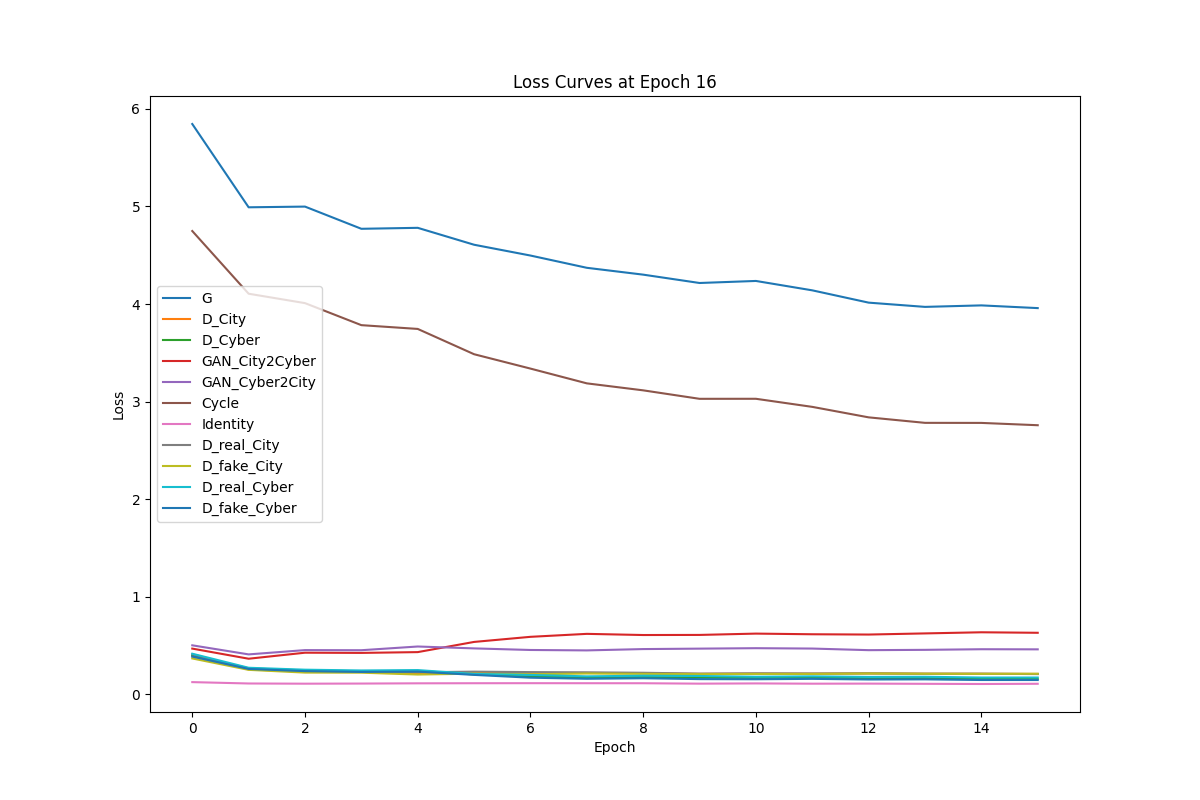 Loss Curves at Epoch 16
6
5
4
3
2
1
0
Loss
G
D_City
D_Cyber
GAN_City2Cyber
GAN_Cyber2City
Cycle
Identity
D_real_City
D_fake_City
D_real_Cyber
D_fake_Cyber
0 2 4 6 8 10 12 14
Epoch